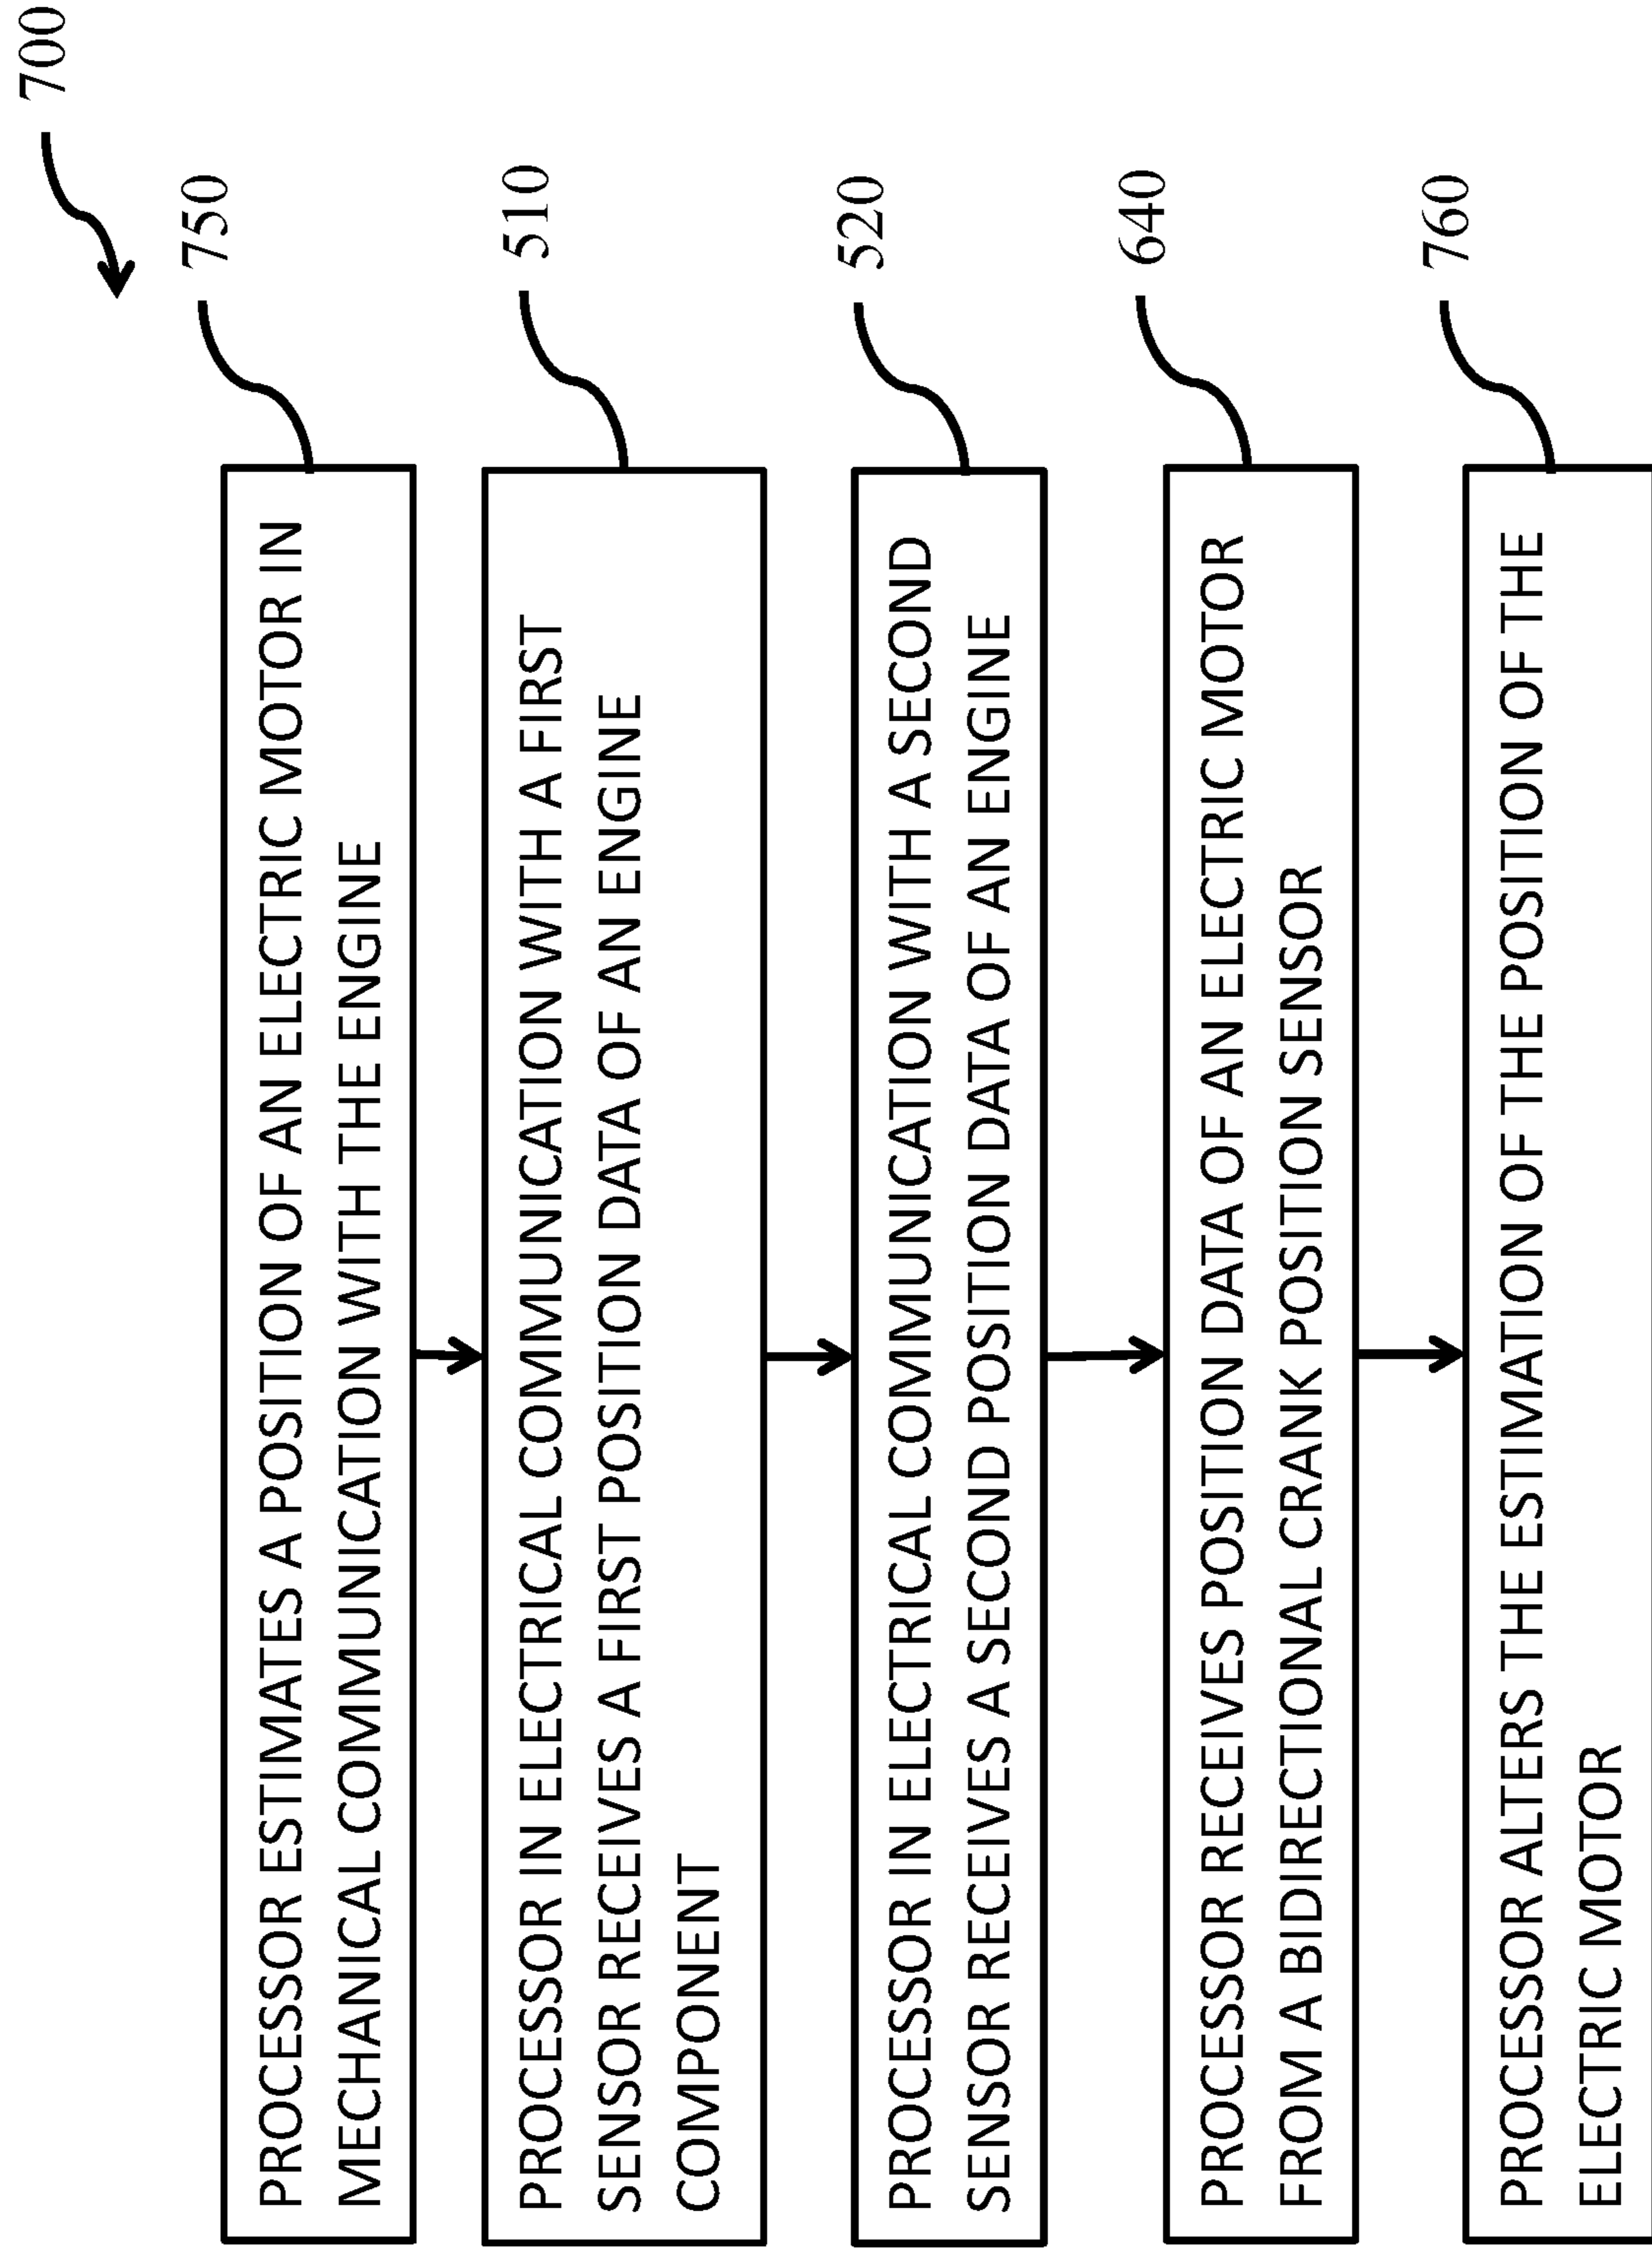 700
750
PROCESSOR ESTIMATES A POSITION OF AN ELECTRIC MOTOR IN
MECHANICAL COMMUNICATION WITH THE ENGINE
510
PROCESSOR IN ELECTRICAL COMMUNICATION WITH A FIRST
SENSOR RECEIVES A FIRST POSITION DATA OF AN ENGINE
COMPONENT
520
PROCESSOR IN ELECTRICAL COMMUNICATION WITH A SECOND
SENSOR RECEIVES A SECOND POSITION DATA OF AN ENGINE
640
PROCESSOR RECEIVES POSITION DATA OF AN ELECTRIC MOTOR
FROM A BIDIRECTIONAL CRANK POSITION SENSOR
760
PROCESSOR ALTERS THE ESTIMATION OF THE POSITION OF THE
ELECTRIC MOTOR